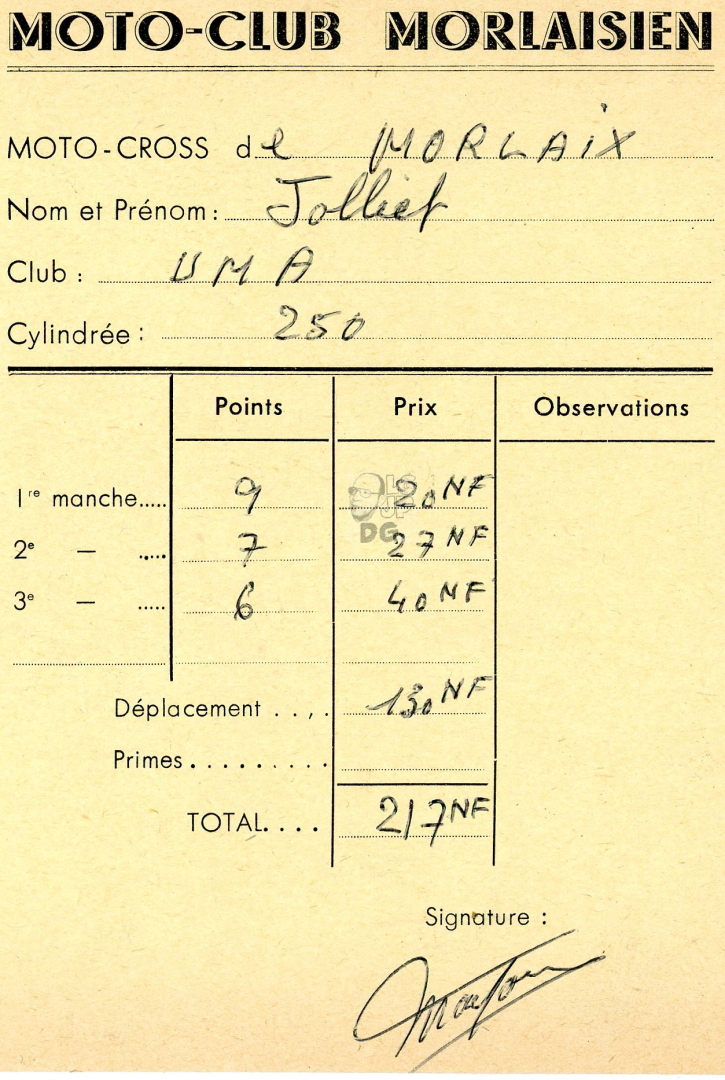 MOTO-CLUB MORLAISIEN
MOTO-CROSS de MORLAIX
Nom et Prénom: Jolliet
Club : UMA
Cylindrée : 250
Points Prix Observations
1re manche..... 9 20 NF
2e — ..... 7 27 NF
3e — ..... 6 40 NF
Déplacement .... 130 NF
Primes.........
TOTAL.... 217 NF
Signature :
DG